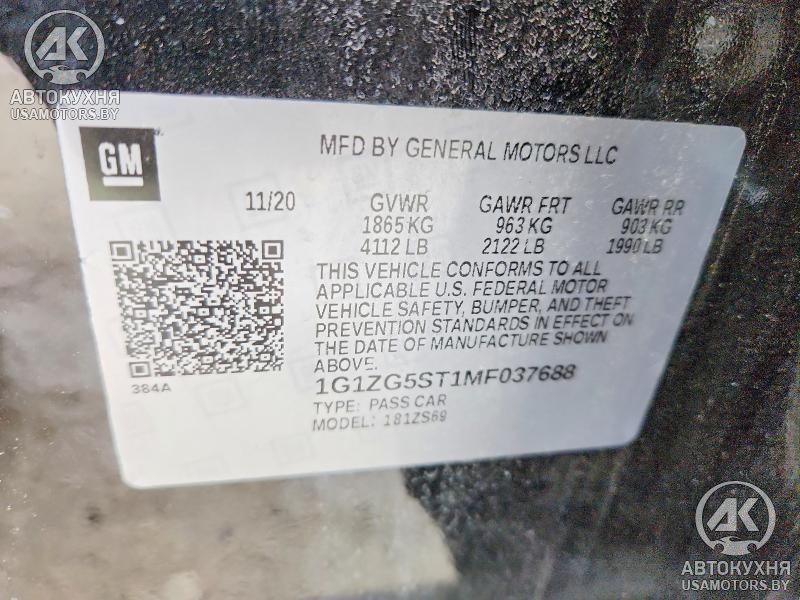 AK
АВТОКУХНЯ
USAMOTORS.BY
GM
MFD BY GENERAL MOTORS LLC
11/20 GVWR GAWR FRT GAWR RR
1865 KG 963 KG 903 KG
4112 LB 2122 LB 1990 LB
THIS VEHICLE CONFORMS TO ALL
APPLICABLE U.S. FEDERAL MOTOR
VEHICLE SAFETY, BUMPER, AND THEFT
PREVENTION STANDARDS IN EFFECT ON
THE DATE OF MANUFACTURE SHOWN
ABOVE.
384A
1G1ZG5ST1MF037688
TYPE: PASS CAR
MODEL: 181ZS69
AK
АВТОКУХНЯ
USAMOTORS.BY